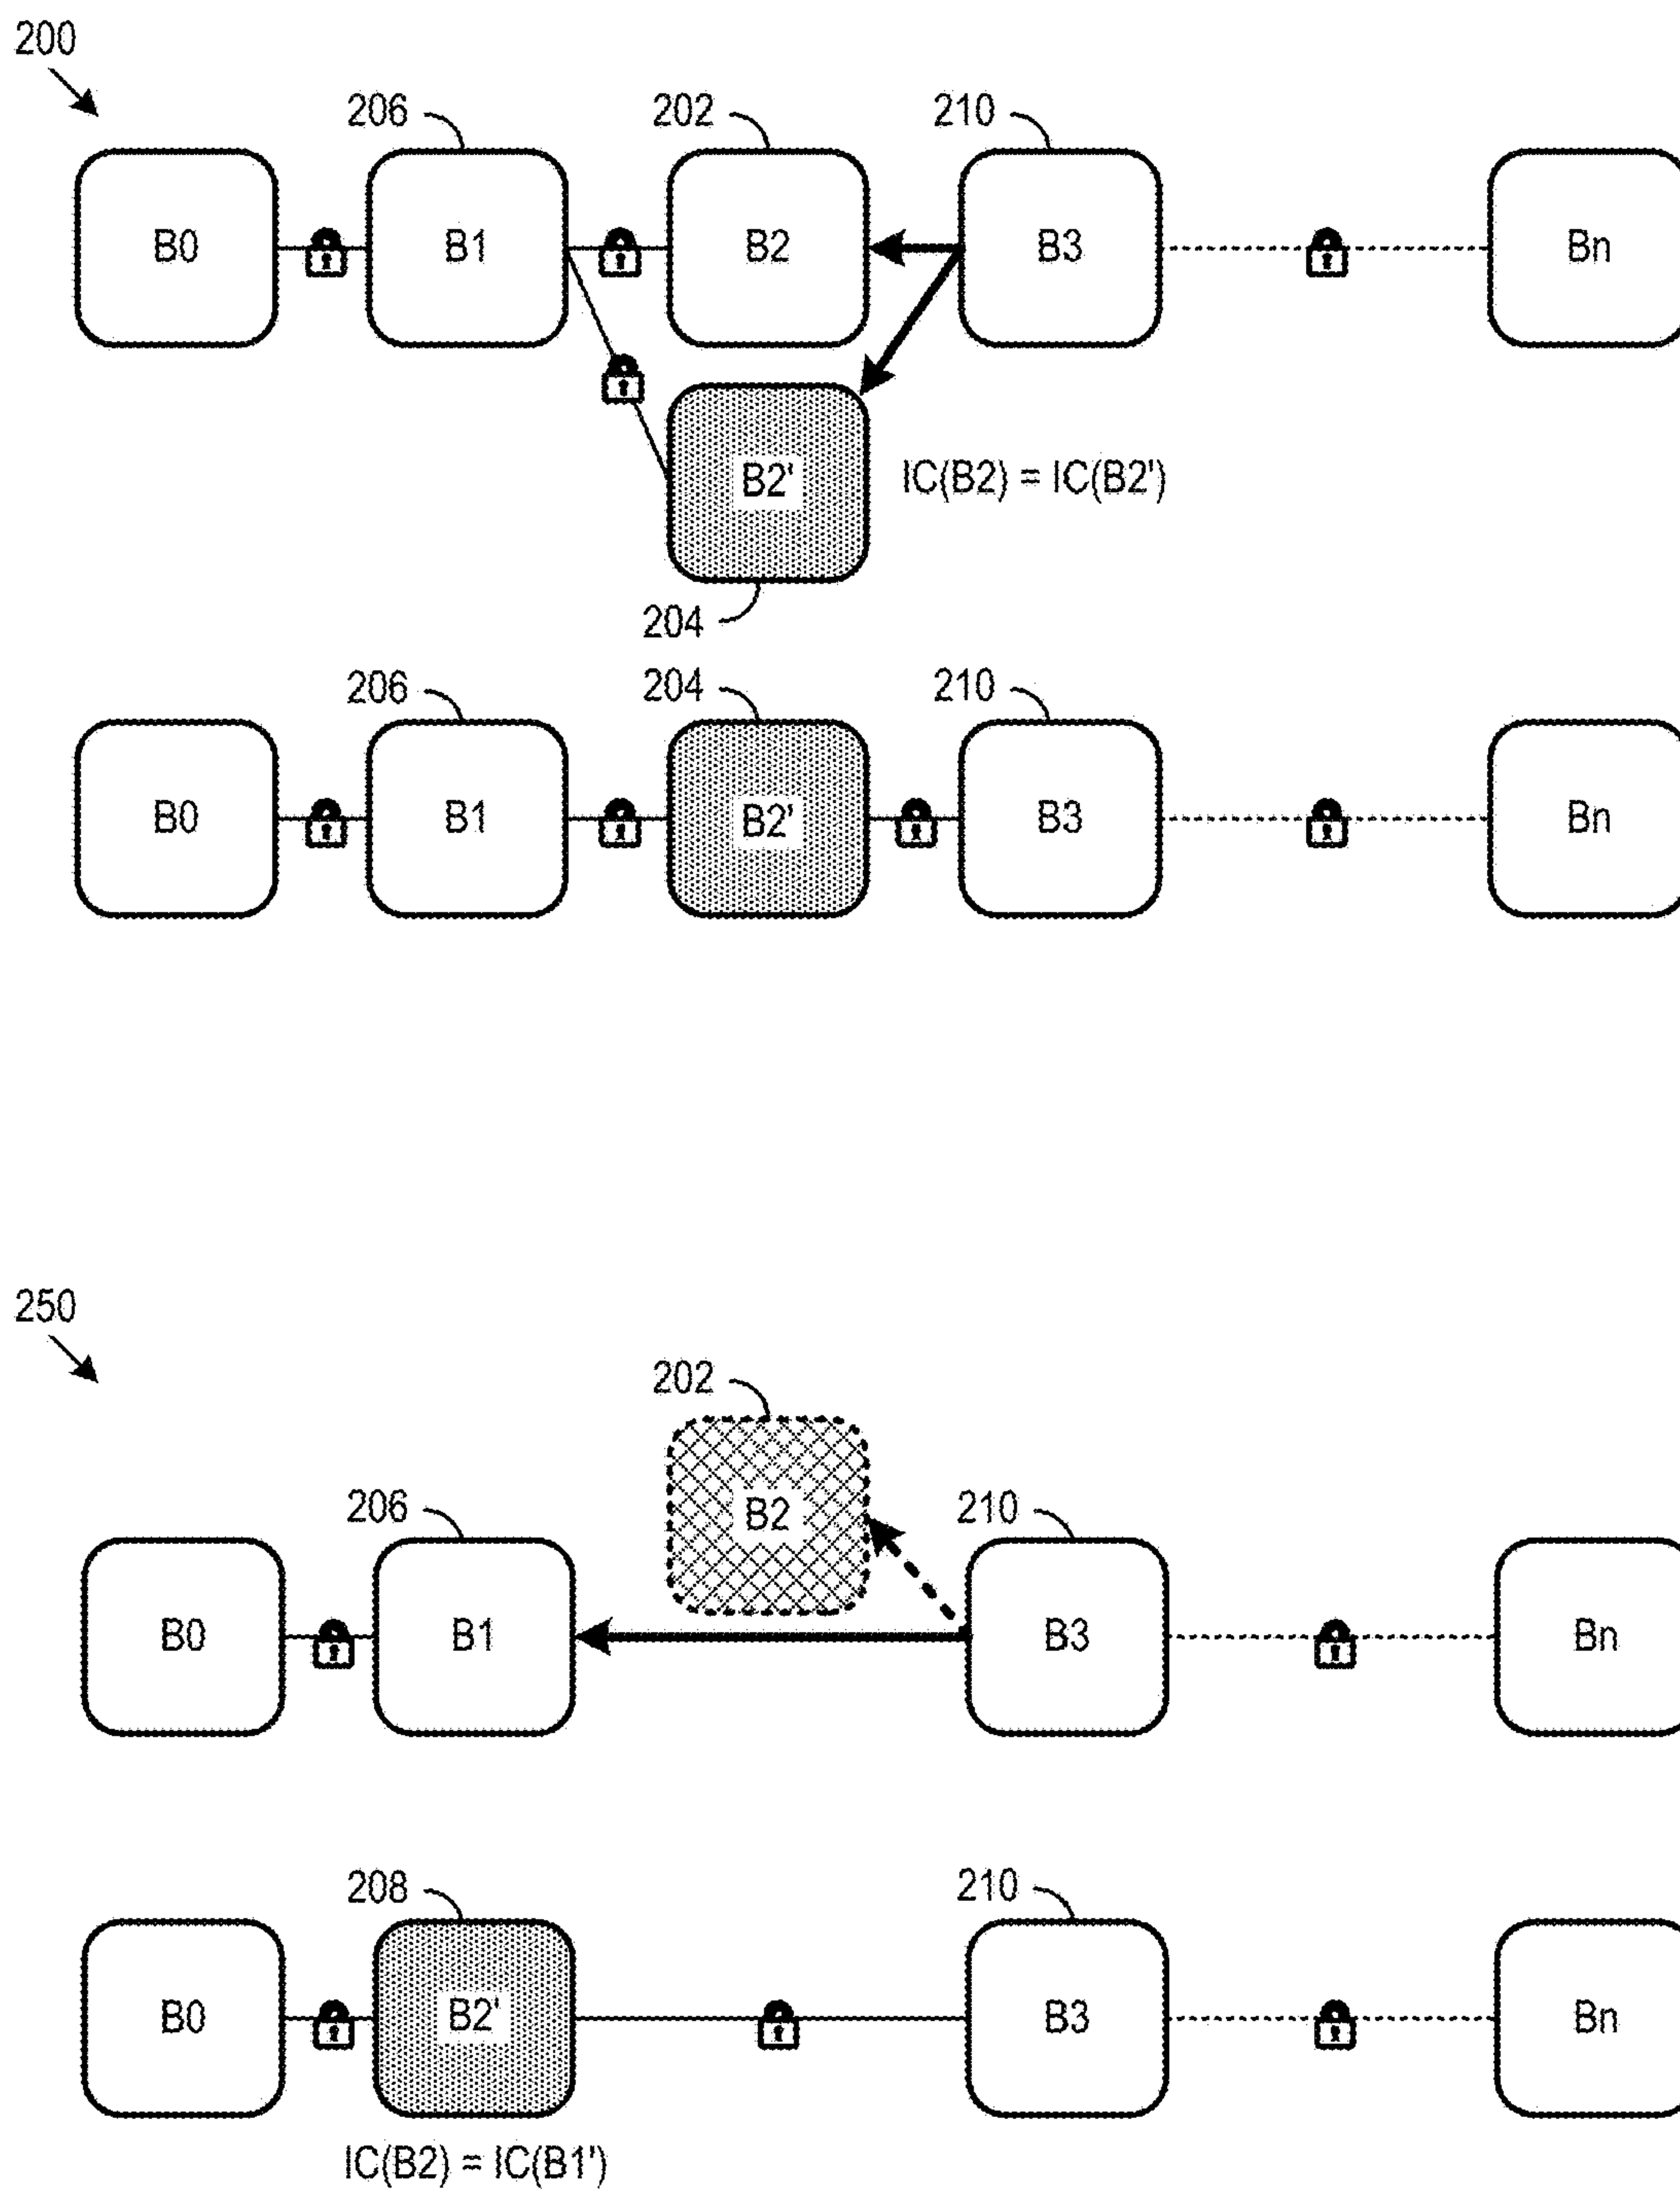 200
206 202 210
B0 B1 B2 B3 Bn
B2' IC(B2) = IC(B2')
204
206 204 210
B0 B1 B2' B3 Bn
250
202
B2
206 210
B0 B1 B3 Bn
208 210
B0 B2' B3 Bn
IC(B2) = IC(B1')